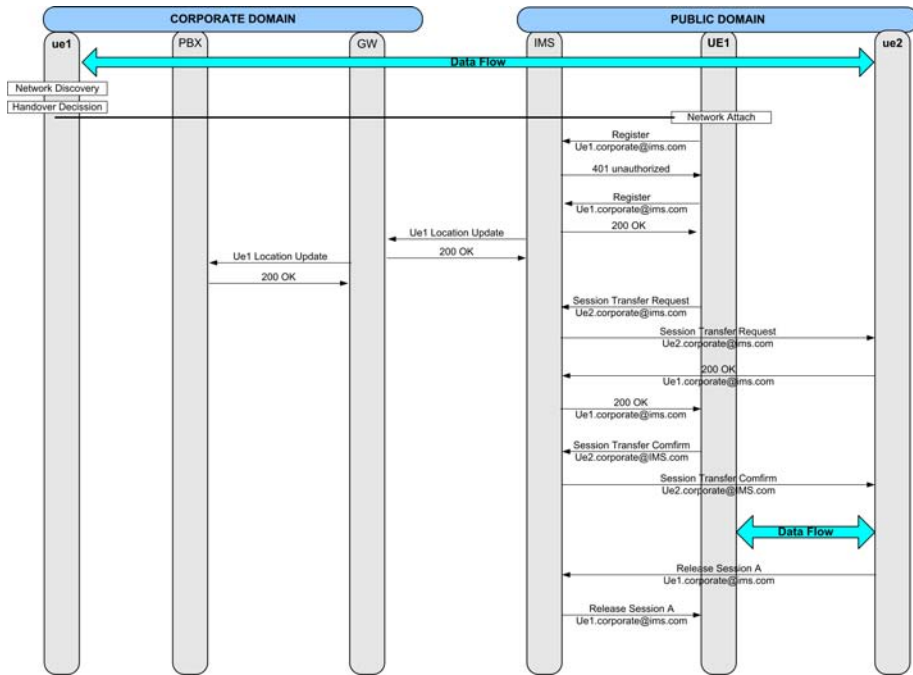 CORPORATE DOMAIN
PUBLIC DOMAIN
ue1
PBX
GW
IMS
UE1
ue2
Data Flow
Network Discovery
Handover Decission
Network Attach
Register
Ue1.corporate@ims.com
401 unauthorized
Register
Ue1.corporate@ims.com
200 OK
Ue1 Location Update
200 OK
Ue1 Location Update
200 OK
Session Transfer Request
Ue2.corporate@ims.com
Session Transfer Request
Ue2.corporate@ims.com
200 OK
Ue1.corporate@ims.com
200 OK
Ue1.corporate@ims.com
Session Transfer Comfirm
Ue2.corporate@IMS.com
Session Transfer Comfirm
Ue2.corporate@IMS.com
Data Flow
Release Session A
Ue1.corporate@ims.com
Release Session A
Ue1.corporate@ims.com